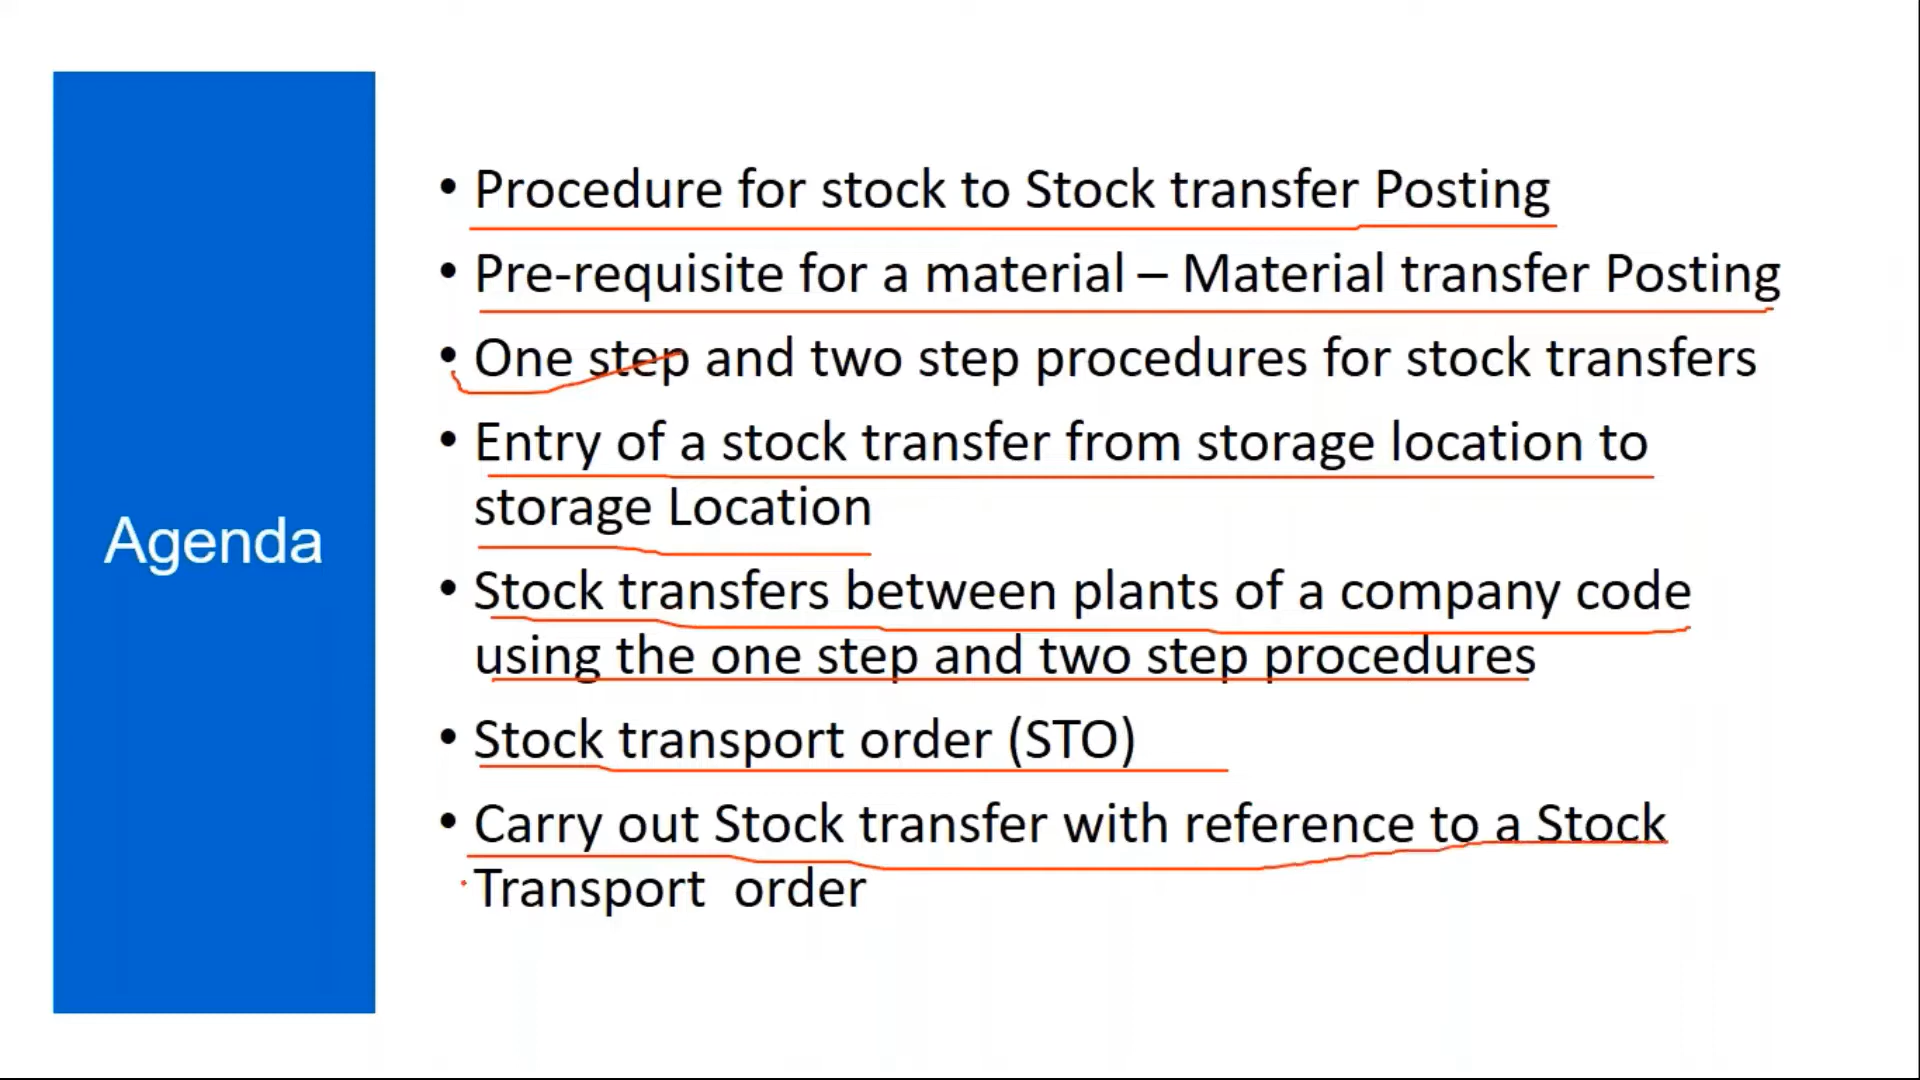 Agenda
• Procedure for stock to Stock transfer Posting
• Pre-requisite for a material – Material transfer Posting
• One step and two step procedures for stock transfers
• Entry of a stock transfer from storage location to
storage Location
• Stock transfers between plants of a company code
using the one step and two step procedures
• Stock transport order (STO)
• Carry out Stock transfer with reference to a Stock
Transport order